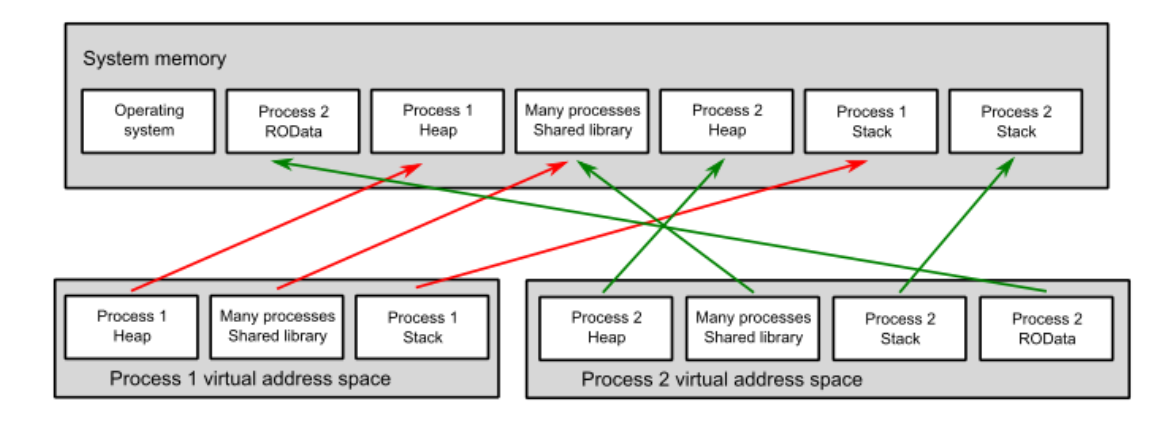 System memory
Operating
system
Process 2
ROData
Process 1
Heap
Many processes
Shared library
Process 2
Heap
Process 1
Stack
Process 2
Stack
Process 1
Heap
Many processes
Shared library
Process 1
Stack
Process 1 virtual address space
Process 2
Heap
Many processes
Shared library
Process 2
Stack
Process 2
ROData
Process 2 virtual address space